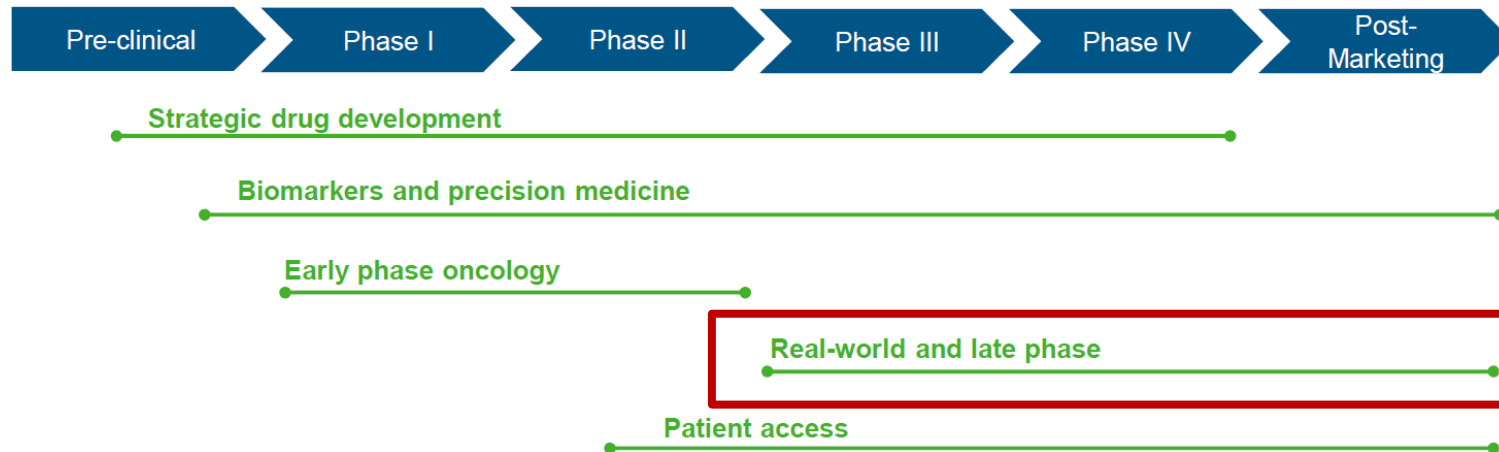 Pre-clinical
Phase I
Phase II
Phase III
Phase IV
Post-
Marketing
Strategic drug development
Biomarkers and precision medicine
Early phase oncology
Real-world and late phase
Patient access